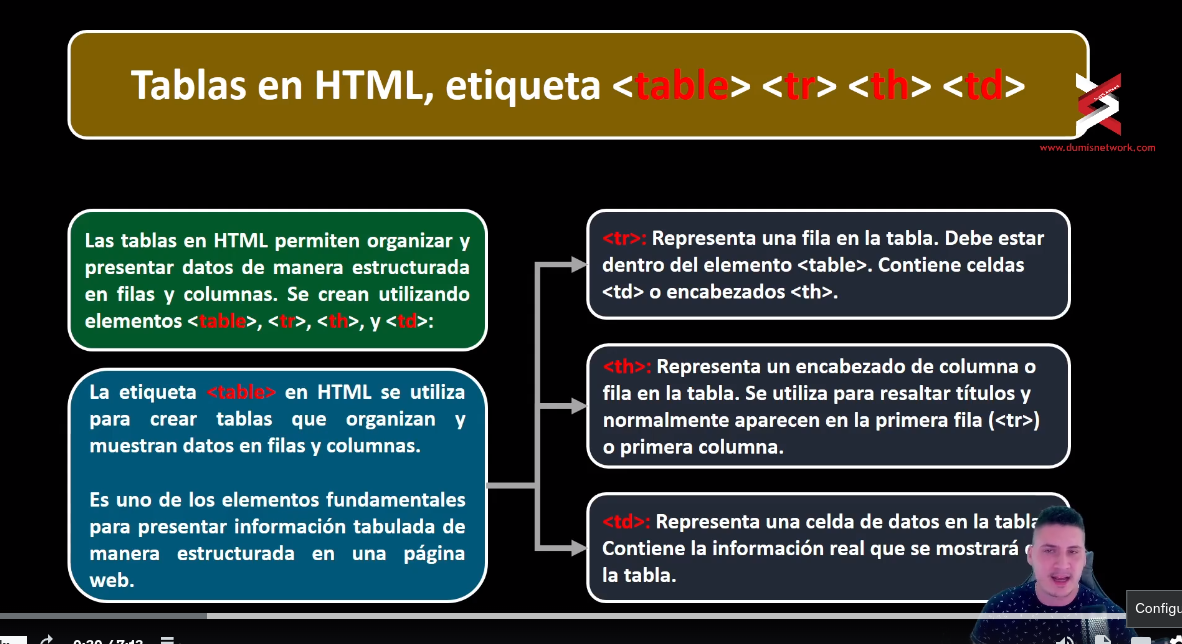 Tablas en HTML, etiqueta <table> <tr> <th> <td>
www.dumisnetwork.com
Las tablas en HTML permiten organizar y
presentar datos de manera estructurada
en filas y columnas. Se crean utilizando
elementos <table>, <tr>, <th>, y <td>:
La etiqueta <table> en HTML se utiliza
para crear tablas que organizan y
muestran datos en filas y columnas.
Es uno de los elementos fundamentales
para presentar información tabulada de
manera estructurada en una página
web.
<tr>: Representa una fila en la tabla. Debe estar
dentro del elemento <table>. Contiene celdas
<td> o encabezados <th>.
<th>: Representa un encabezado de columna o
fila en la tabla. Se utiliza para resaltar títulos y
normalmente aparecen en la primera fila (<tr>)
o primera columna.
<td>: Representa una celda de datos en la tabla
Contiene la información real que se mostrará
la tabla.
Configu